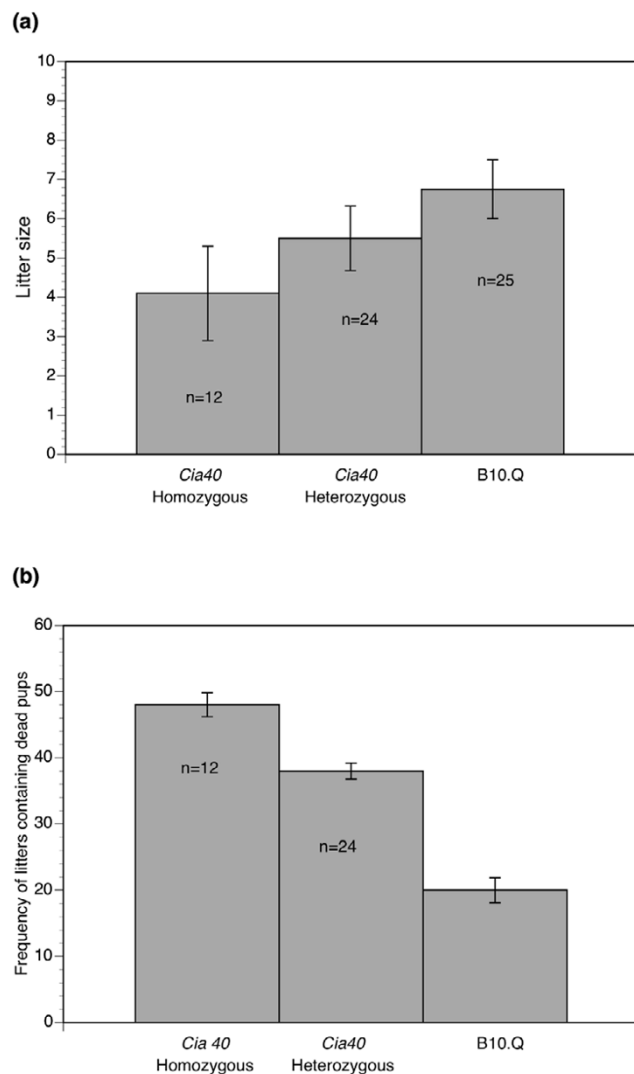 (a)
10
9
8
7
6
5
4
3
2
1
0
Litter size
n=12
n=24
n=25
Cia40
Homozygous
Cia40
Heterozygous
B10.Q
(b)
60
50
40
30
20
10
0
Frequency of litters containing dead pups
n=12
n=24
Cia 40
Homozygous
Cia40
Heterozygous
B10.Q